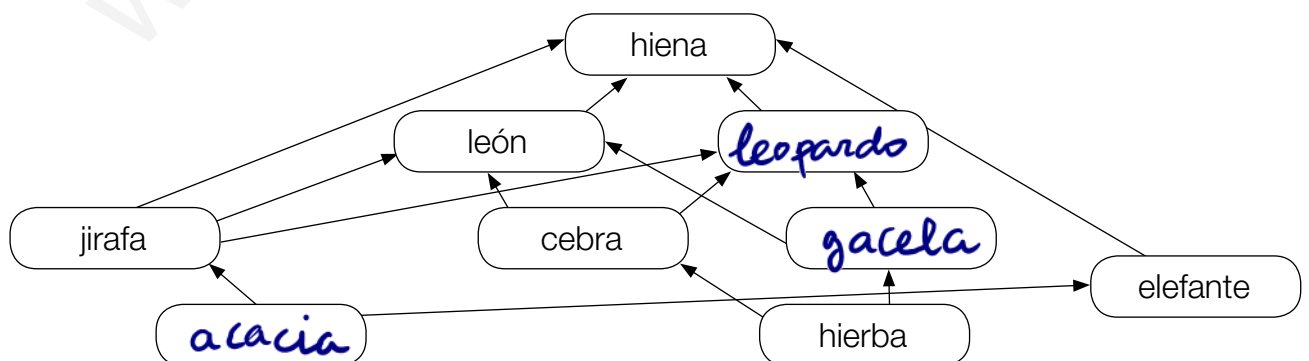 hiena
león
leopardo
jirafa
cebra
gacela
elefante
acacia
hierba